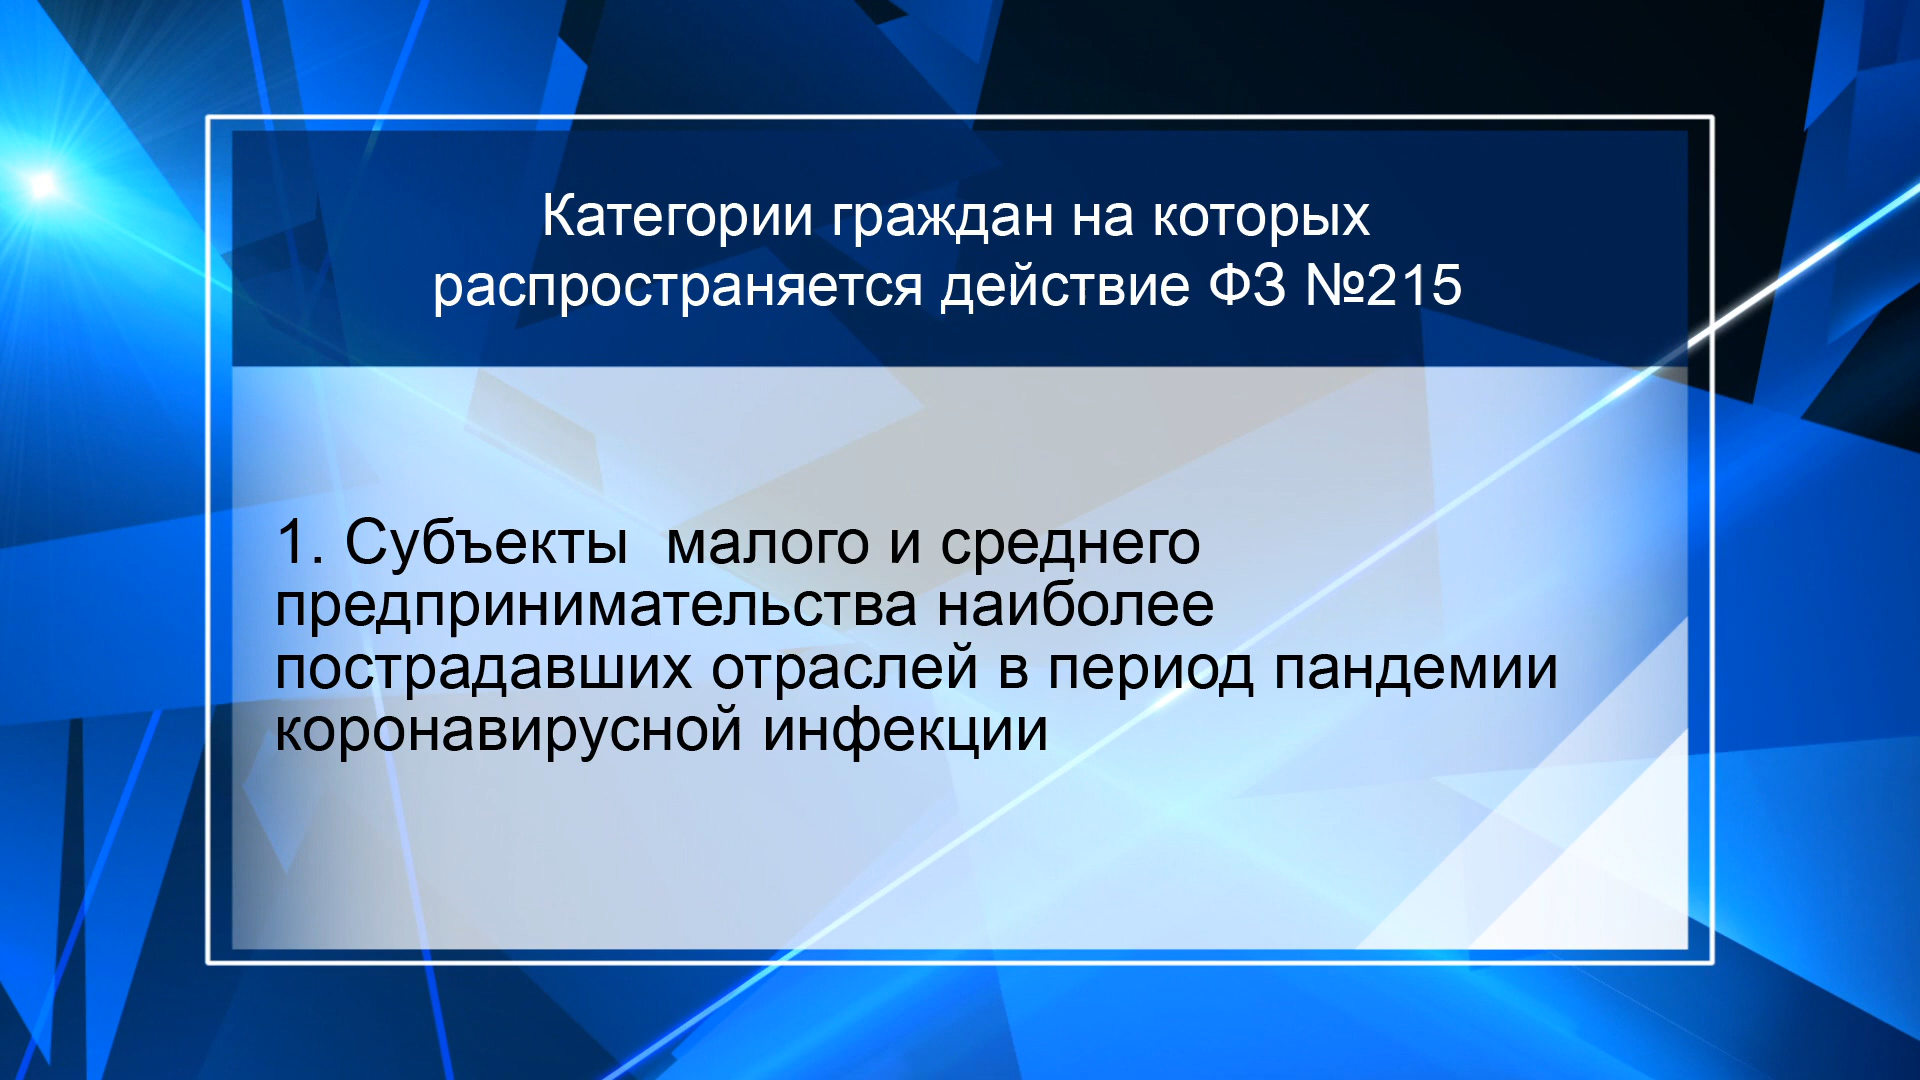 Категории граждан на которых
распространяется действие ФЗ №215
1. Субъекты  малого и среднего
предпринимательства наиболее
пострадавших отраслей в период пандемии
коронавирусной инфекции